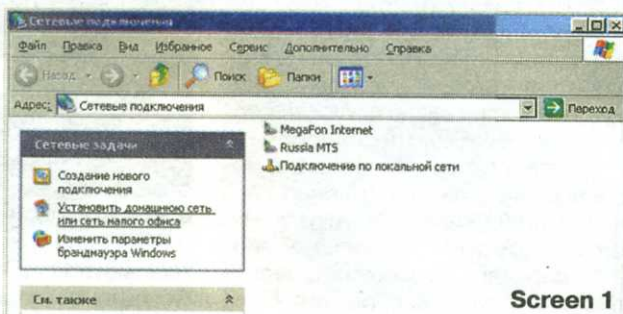 Сетевые подключения
Файл Правка Вид Избранное Сервис Дополнительно Справка
Назад Поиск Папки
Адрес: Сетевые подключения Переход
Сетевые задачи
Создание нового
подключения
Установить домашнюю сеть
или сеть малого офиса
Изменить параметры
брандмауэра Windows
См. также
MegaFon Internet
Russia MTS
Подключение по локальной сети
Screen 1